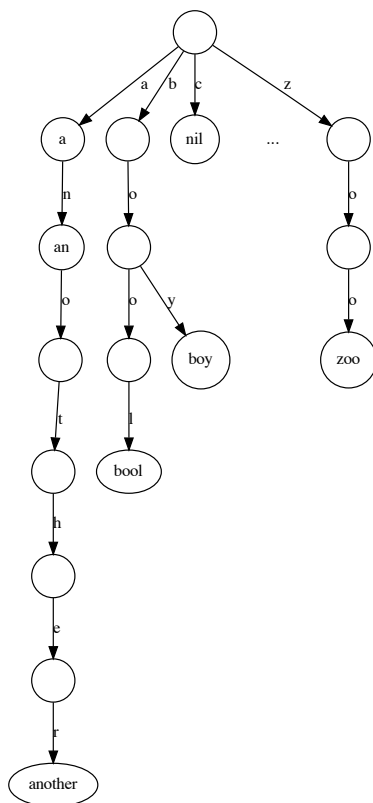 a b c z
a nil ...
n o o
an
o o y o
boy zoo
t l
bool
h
e
r
another